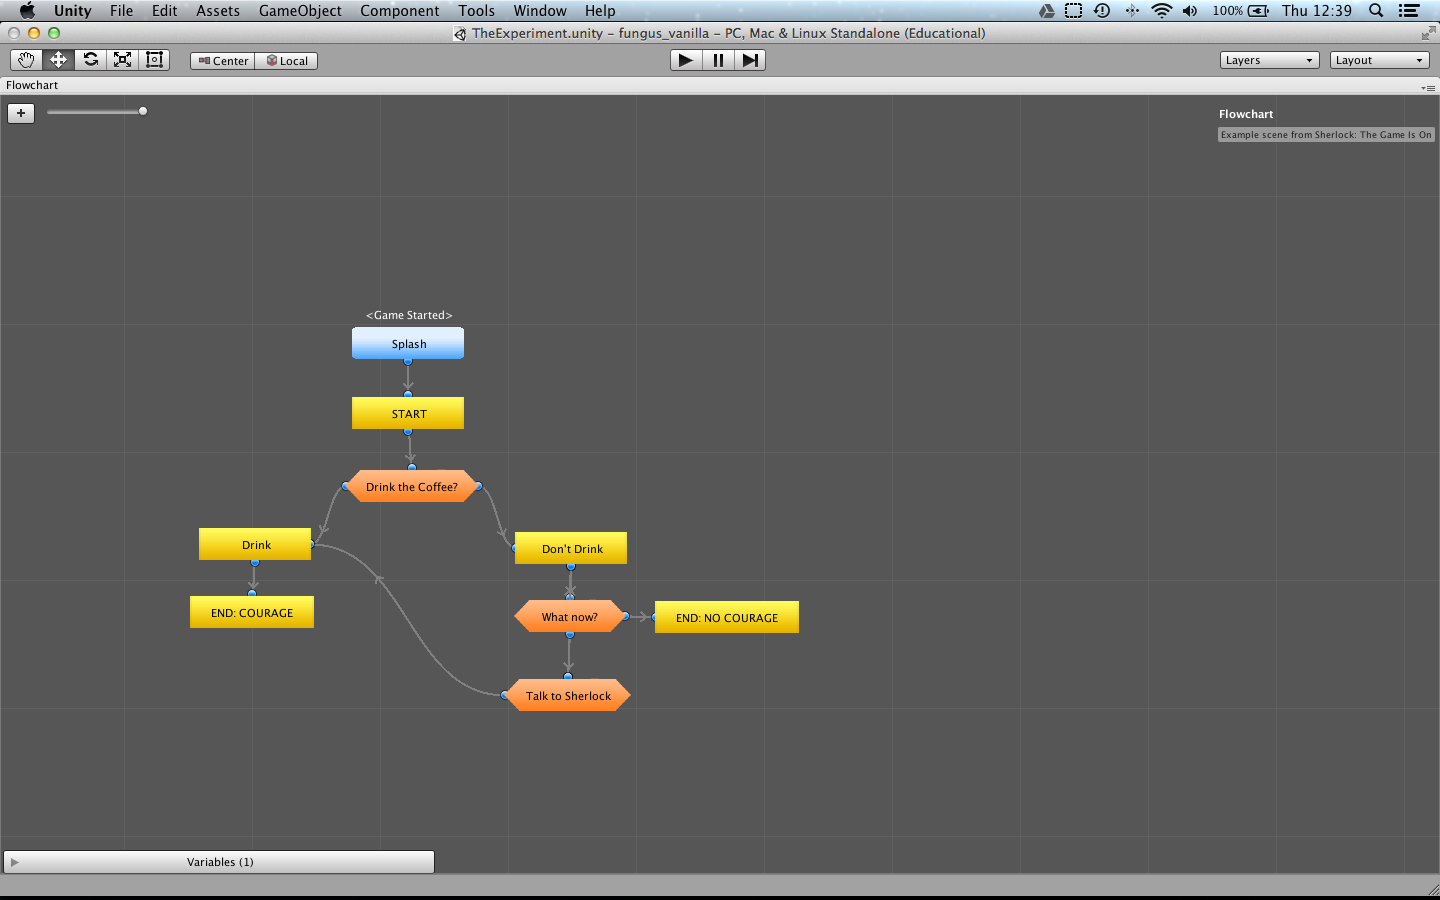 Unity File Edit Assets GameObject Component Tools Window Help 100% Thu 12:39
TheExperiment.unity – fungus_vanilla – PC, Mac & Linux Standalone (Educational)
Center Local Layers Layout
Flowchart
+
Flowchart
Example scene from Sherlock: The Game Is On
<Game Started>
Splash
START
Drink the Coffee?
Drink
Don't Drink
END: COURAGE
What now?
END: NO COURAGE
Talk to Sherlock
Variables (1)